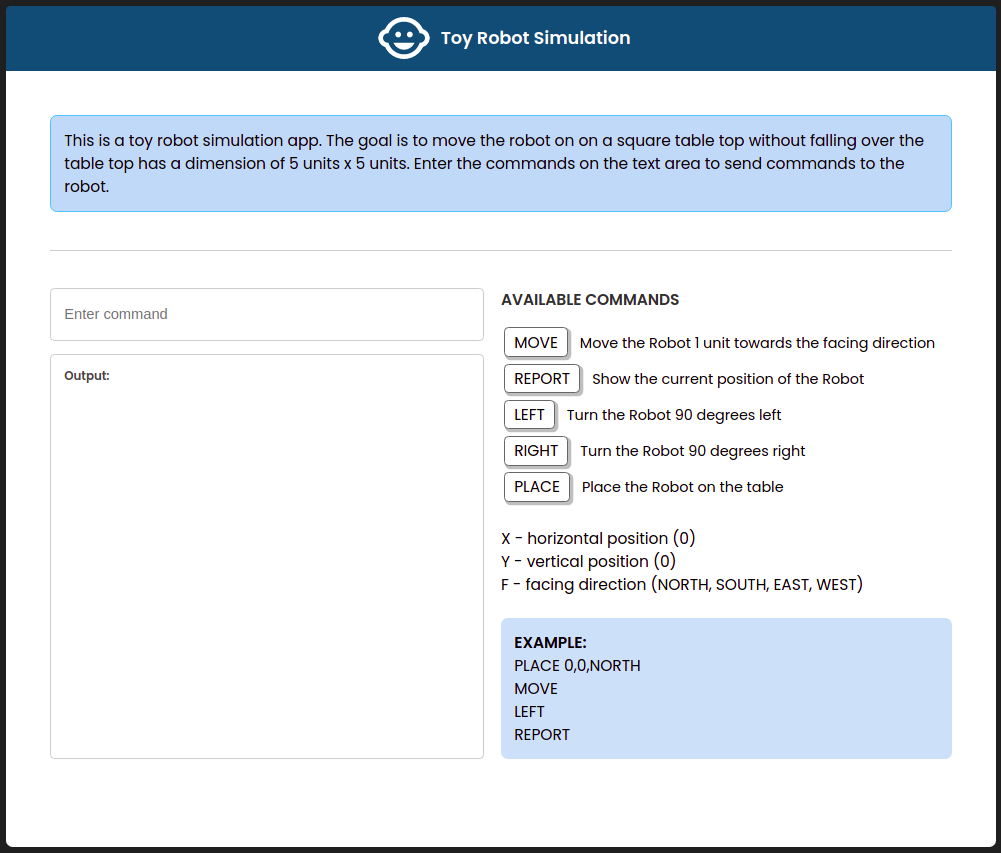 Toy Robot Simulation
This is a toy robot simulation app. The goal is to move the robot on on a square table top without falling over the
table top has a dimension of 5 units x 5 units. Enter the commands on the text area to send commands to the
robot.
Enter command
Output:
AVAILABLE COMMANDS
MOVE Move the Robot 1 unit towards the facing direction
REPORT Show the current position of the Robot
LEFT Turn the Robot 90 degrees left
RIGHT Turn the Robot 90 degrees right
PLACE Place the Robot on the table
X - horizontal position (0)
Y - vertical position (0)
F - facing direction (NORTH, SOUTH, EAST, WEST)
EXAMPLE:
PLACE 0,0,NORTH
MOVE
LEFT
REPORT